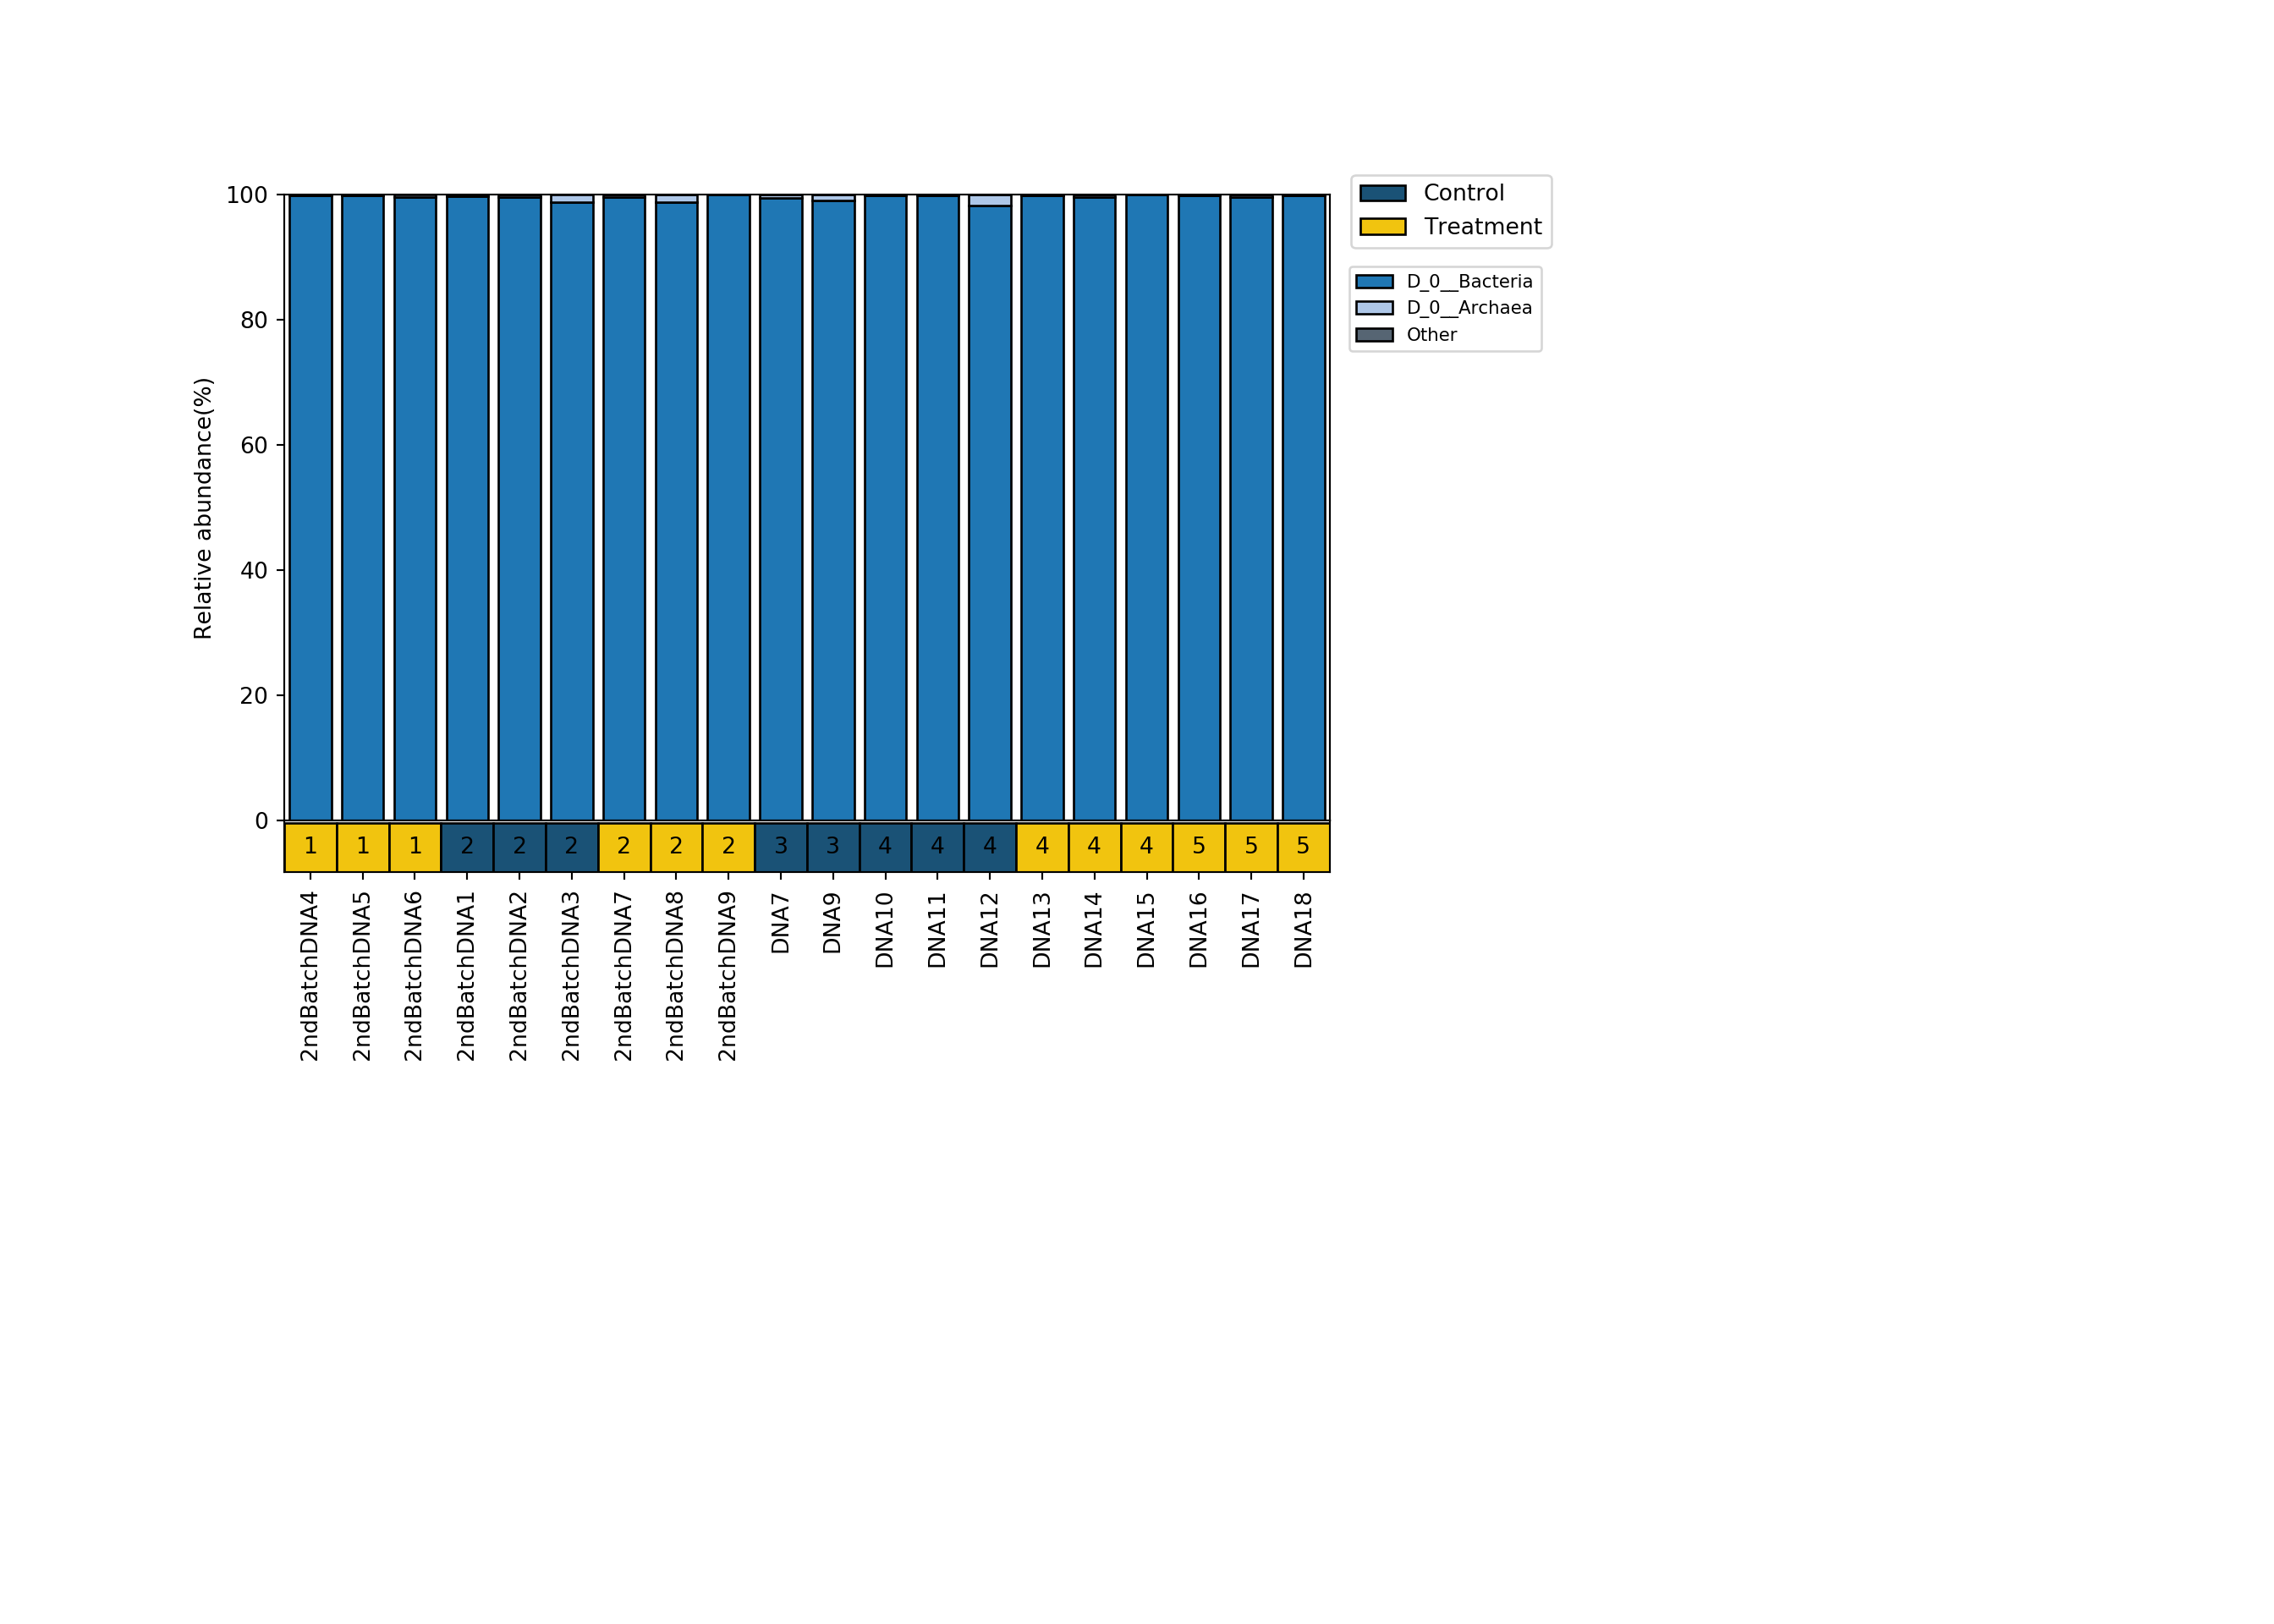 Control
Treatment
D_0__Bacteria
D_0__Archaea
Other
Relative abundance(%)
100
80
60
40
20
0
1 1 1 2 2 2 2 2 2 3 3 4 4 4 4 4 4 5 5 5
2ndBatchDNA4
2ndBatchDNA5
2ndBatchDNA6
2ndBatchDNA1
2ndBatchDNA2
2ndBatchDNA3
2ndBatchDNA7
2ndBatchDNA8
2ndBatchDNA9
DNA7
DNA9
DNA10
DNA11
DNA12
DNA13
DNA14
DNA15
DNA16
DNA17
DNA18